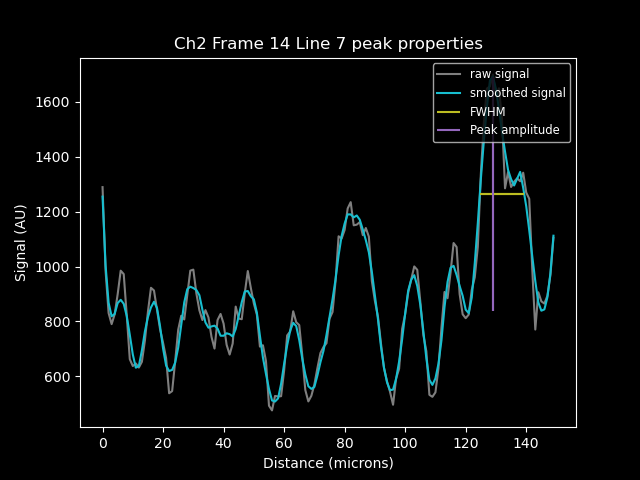 Ch2 Frame 14 Line 7 peak properties
raw signal
smoothed signal
FWHM
Peak amplitude
Signal (AU)
1600
1400
1200
1000
800
600
0 20 40 60 80 100 120 140
Distance (microns)